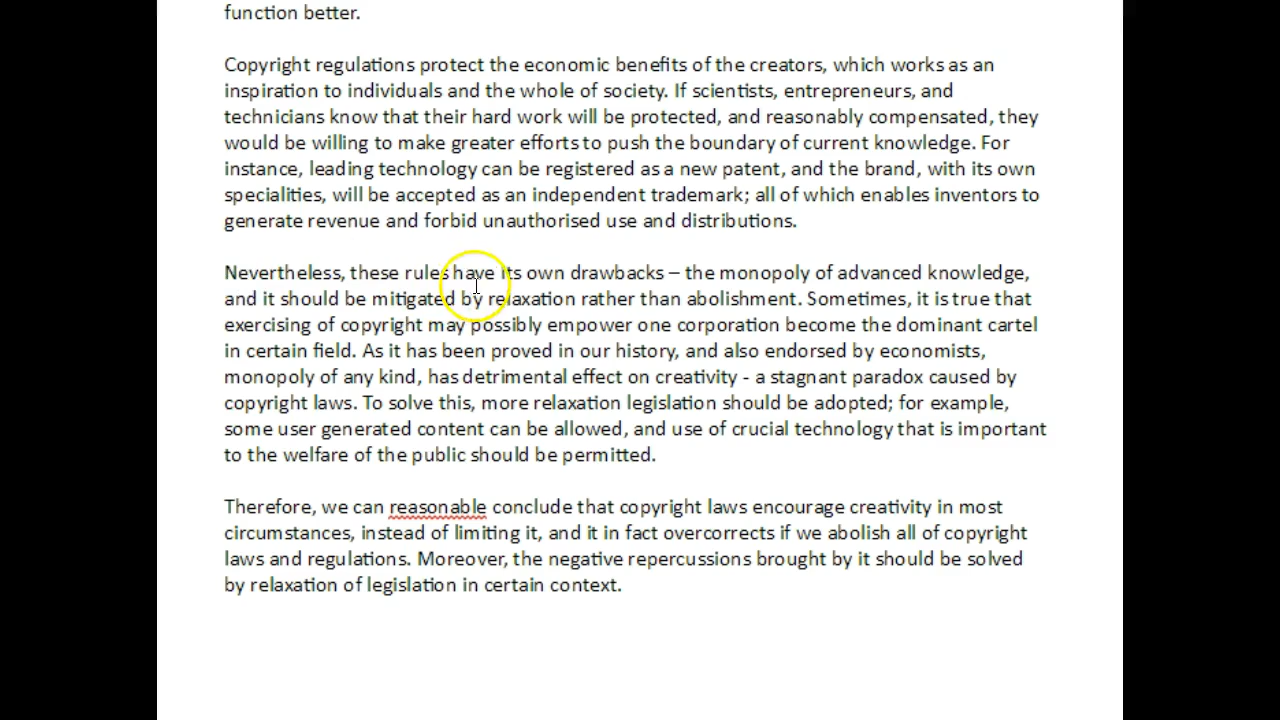 function better.
Copyright regulations protect the economic benefits of the creators, which works as an
inspiration to individuals and the whole of society. If scientists, entrepreneurs, and
technicians know that their hard work will be protected, and reasonably compensated, they
would be willing to make greater efforts to push the boundary of current knowledge. For
instance, leading technology can be registered as a new patent, and the brand, with its own
specialities, will be accepted as an independent trademark; all of which enables inventors to
generate revenue and forbid unauthorised use and distributions.
Nevertheless, these rules have its own drawbacks – the monopoly of advanced knowledge,
and it should be mitigated by relaxation rather than abolishment. Sometimes, it is true that
exercising of copyright may possibly empower one corporation become the dominant cartel
in certain field. As it has been proved in our history, and also endorsed by economists,
monopoly of any kind, has detrimental effect on creativity - a stagnant paradox caused by
copyright laws. To solve this, more relaxation legislation should be adopted; for example,
some user generated content can be allowed, and use of crucial technology that is important
to the welfare of the public should be permitted.
Therefore, we can reasonable conclude that copyright laws encourage creativity in most
circumstances, instead of limiting it, and it in fact overcorrects if we abolish all of copyright
laws and regulations. Moreover, the negative repercussions brought by it should be solved
by relaxation of legislation in certain context.